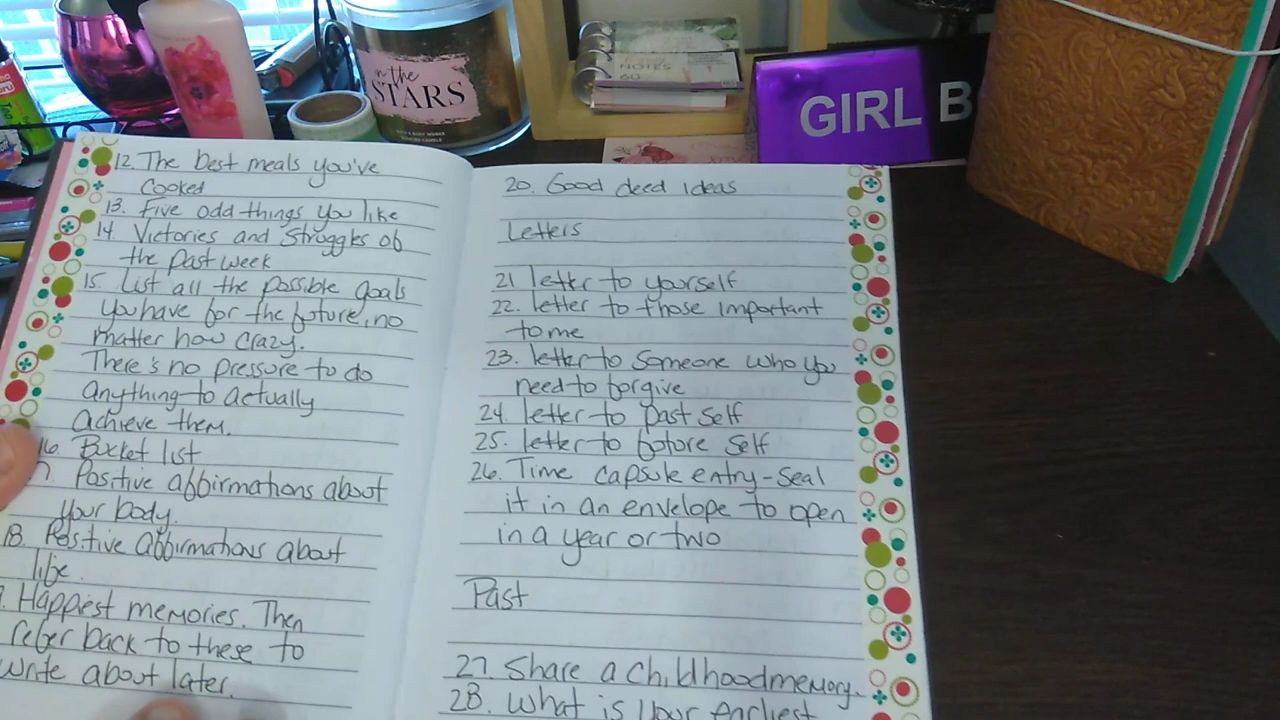 in the
STARS
NOTES
60
GIRL B
12. The best meals you've
Cooked
13. Five odd things you like
14 Victories and Struggles of
the past week
15. List all the possible goals
you have for the future, no
matter how crazy.
There's no pressure to do
anything to actually
achieve them.
16. Bucket list
7. Positive affirmations about
your body.
18. Positive affirmations about
life.
9. Happiest memories. Then
refer back to these to
write about later.
20. Good deed ideas
Letters
21 letter to yourself
22. letter to those important
to me
23. letter to Someone who you
need to forgive
24. letter to past self
25. letter to future self
26. Time capsule entry-Seal
it in an envelope to open
in a year or two
Past
27. Share a childhood memory.
28. What is your earliest